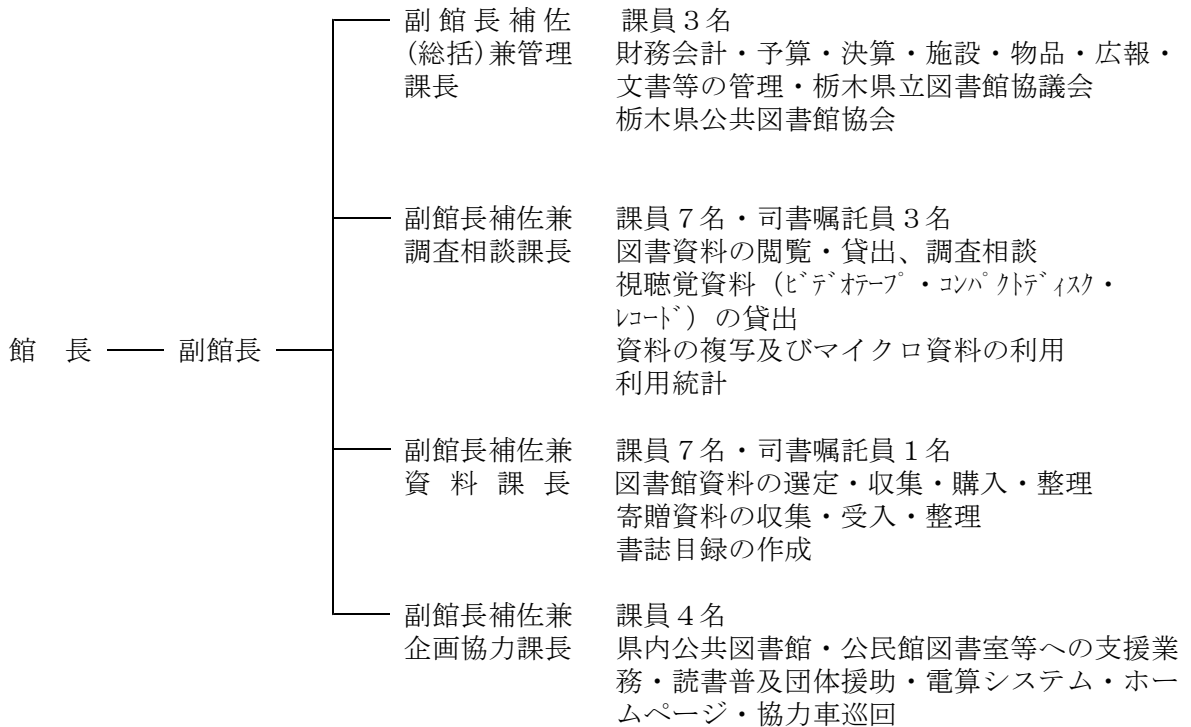 副館長補佐 課員３名
(総括)兼管理 財務会計・予算・決算・施設・物品・広報・
課長 文書等の管理・栃木県立図書館協議会
栃木県公共図書館協会
副館長補佐兼 課員７名・司書嘱託員３名
調査相談課長 図書資料の閲覧・貸出、調査相談
視聴覚資料（ﾋﾞﾃﾞｵﾃｰﾌﾟ・ｺﾝﾊﾟｸﾄﾃﾞｨｽｸ・
ﾚｺｰﾄﾞ）の貸出
館　長 副館長 資料の複写及びマイクロ資料の利用
利用統計
副館長補佐兼 課員７名・司書嘱託員１名
資料課長 図書館資料の選定・収集・購入・整理
寄贈資料の収集・受入・整理
書誌目録の作成
副館長補佐兼 課員４名
企画協力課長 県内公共図書館・公民館図書室等への支援業
務・読書普及団体援助・電算システム・ホー
ムページ・協力車巡回